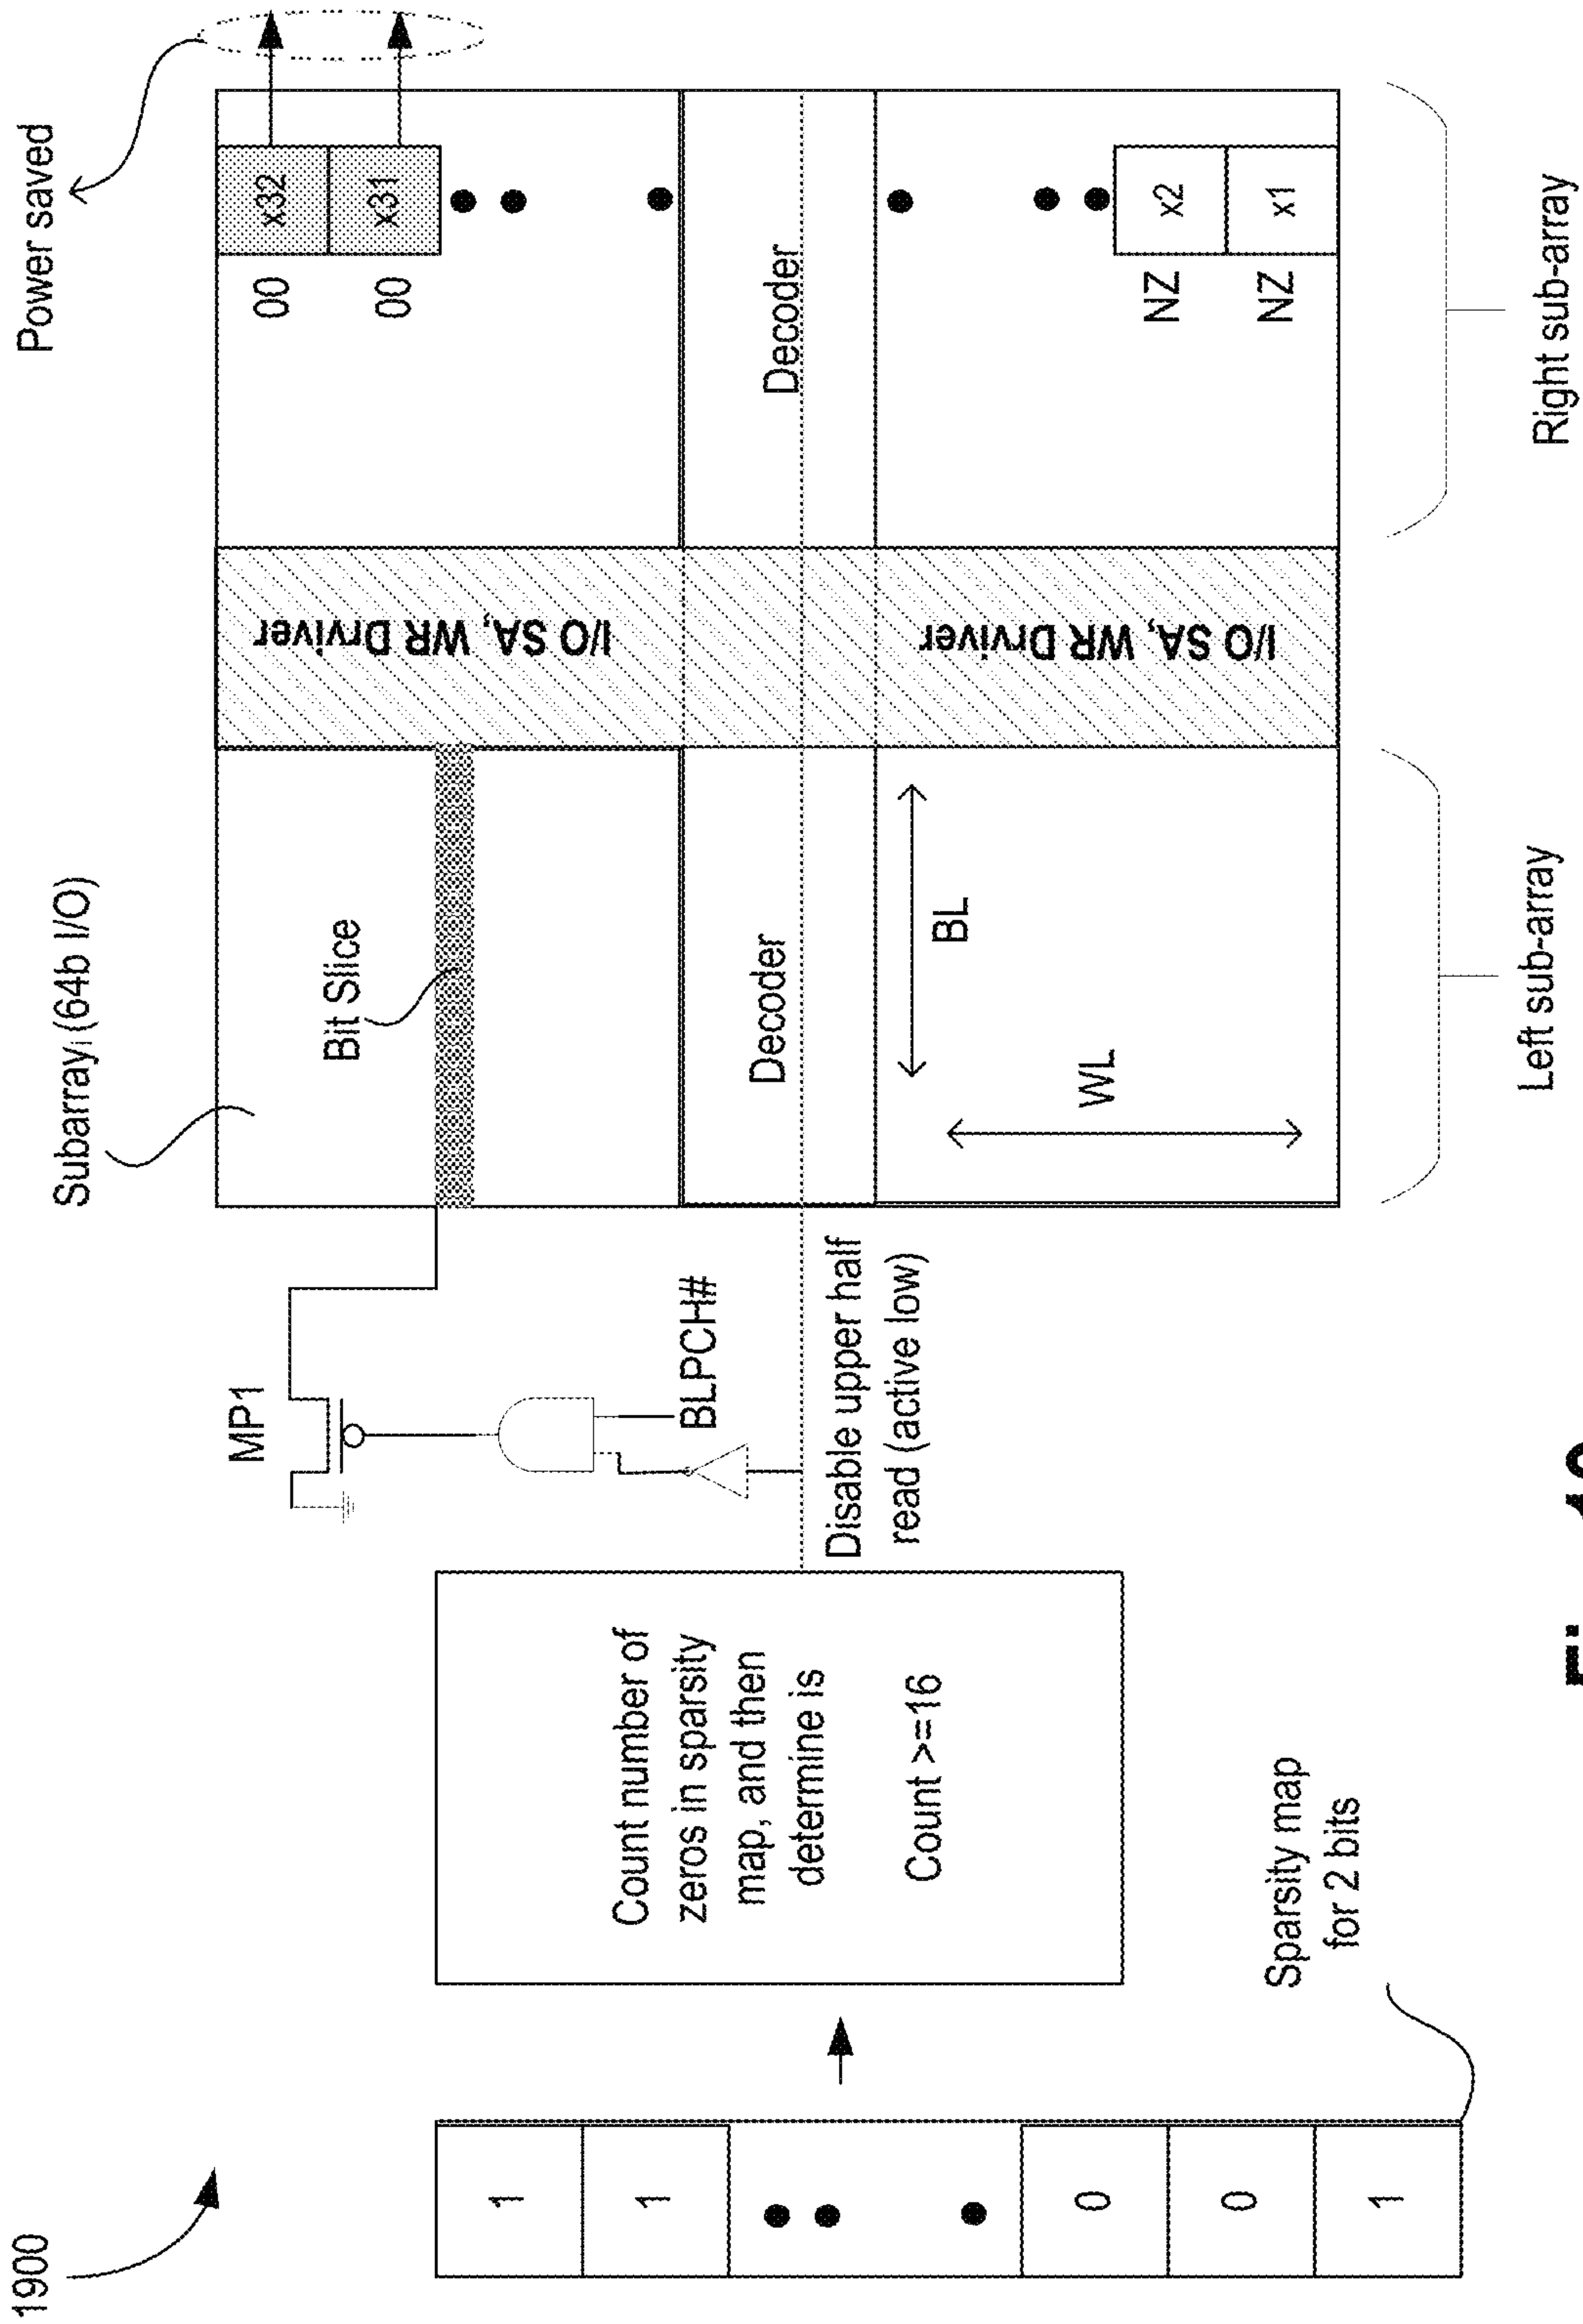 1900
1
1
0
0
1
Sparsity map
for 2 bits
Count number of
zeros in sparsity
map, and then
determine is
Count >=16
MP1
BLPCH#
Disable upper half
read (active low)
Subarrayi (64b I/O)
Bit Slice
Decoder
BL
WL
Left sub-array
I/O SA, WR Drviver
I/O SA, WR Drviver
Power saved
x32
00
x31
00
Decoder
x2
NZ
x1
NZ
Right sub-array